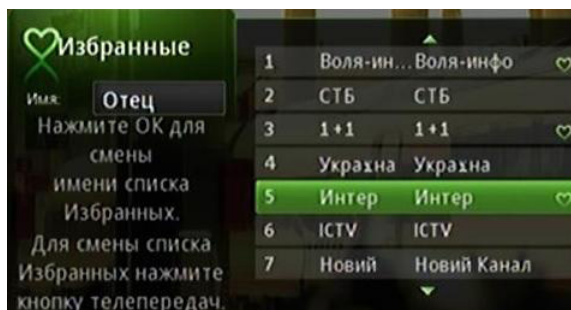 Избранные
Имя: Отец
Нажмите ОК для
смены
имени списка
Избранных.
Для смены списка
Избранных нажмите
кнопку телепередач.
1 Воля-ин... Воля-инфо
2 СТБ СТБ
3 1+1 1+1
4 Украхна Украхна
5 Интер Интер
6 ICTV ICTV
7 Новий Новий Канал